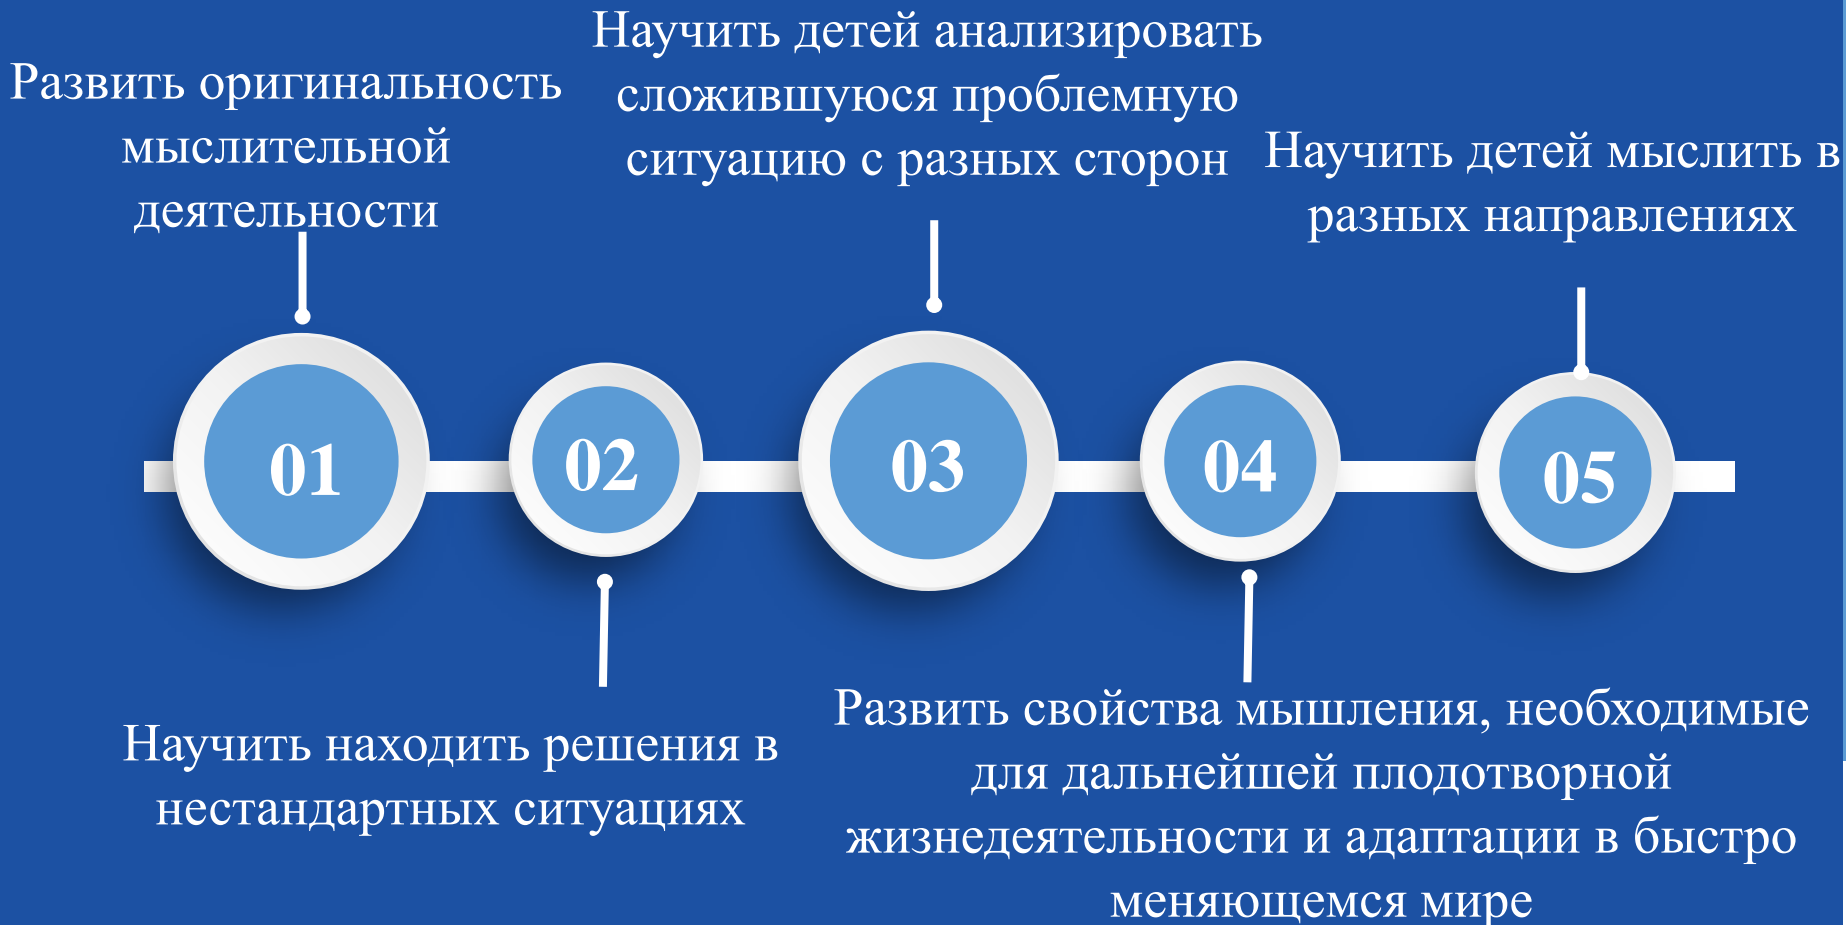 Развить оригинальность
мыслительной
деятельности
Научить детей анализировать
сложившуюся проблемную
ситуацию с разных сторон
Научить детей мыслить в
разных направлениях
01
02
03
04
05
Научить находить решения в
нестандартных ситуациях
Развить свойства мышления, необходимые
для дальнейшей плодотворной
жизнедеятельности и адаптации в быстро
меняющемся мире